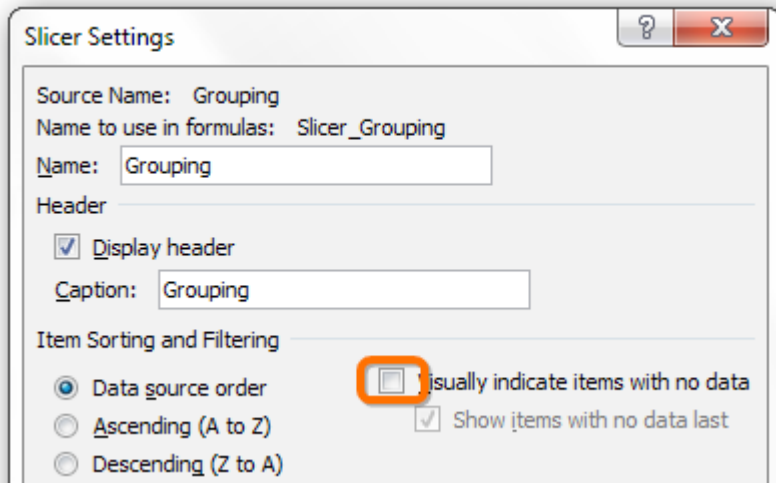 Slicer Settings
Source Name: Grouping
Name to use in formulas: Slicer_Grouping
Name: Grouping
Header
Display header
Caption: Grouping
Item Sorting and Filtering
Data source order
Visually indicate items with no data
Ascending (A to Z)
Show items with no data last
Descending (Z to A)